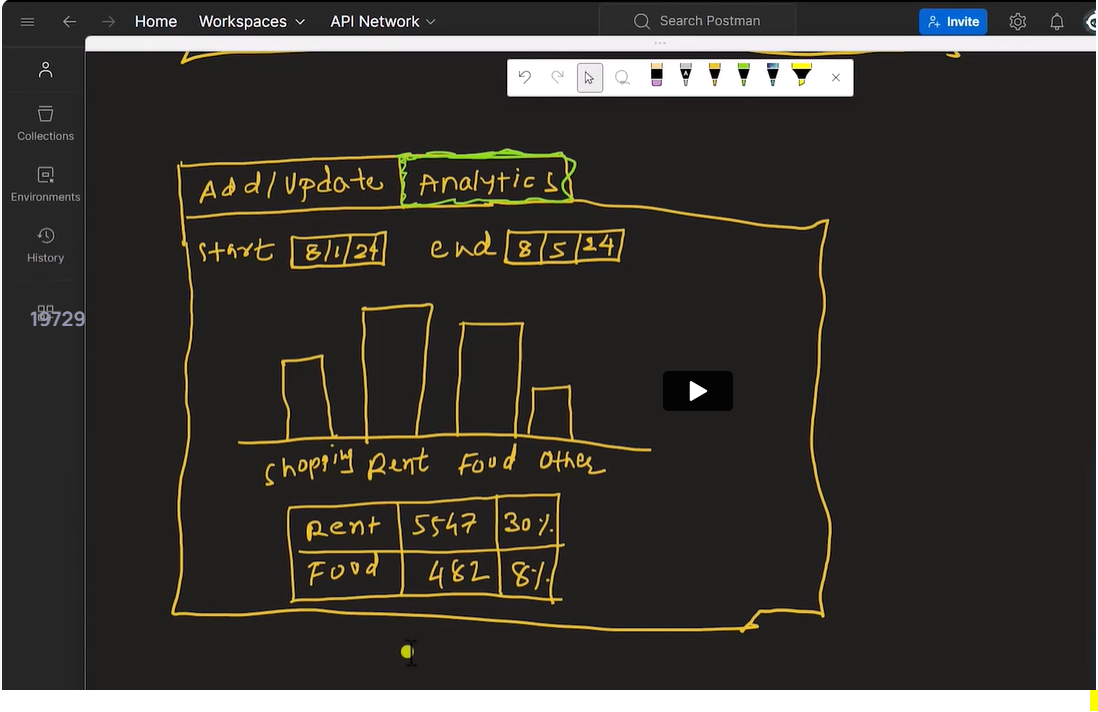 Home Workspaces API Network Search Postman Invite
Collections
Environments
History
19729
Add/Update Analytics
Start 8/1/24 end 8/5/24
Shopping Rent Food Other
Rent 5547 30%
Food 482 8%